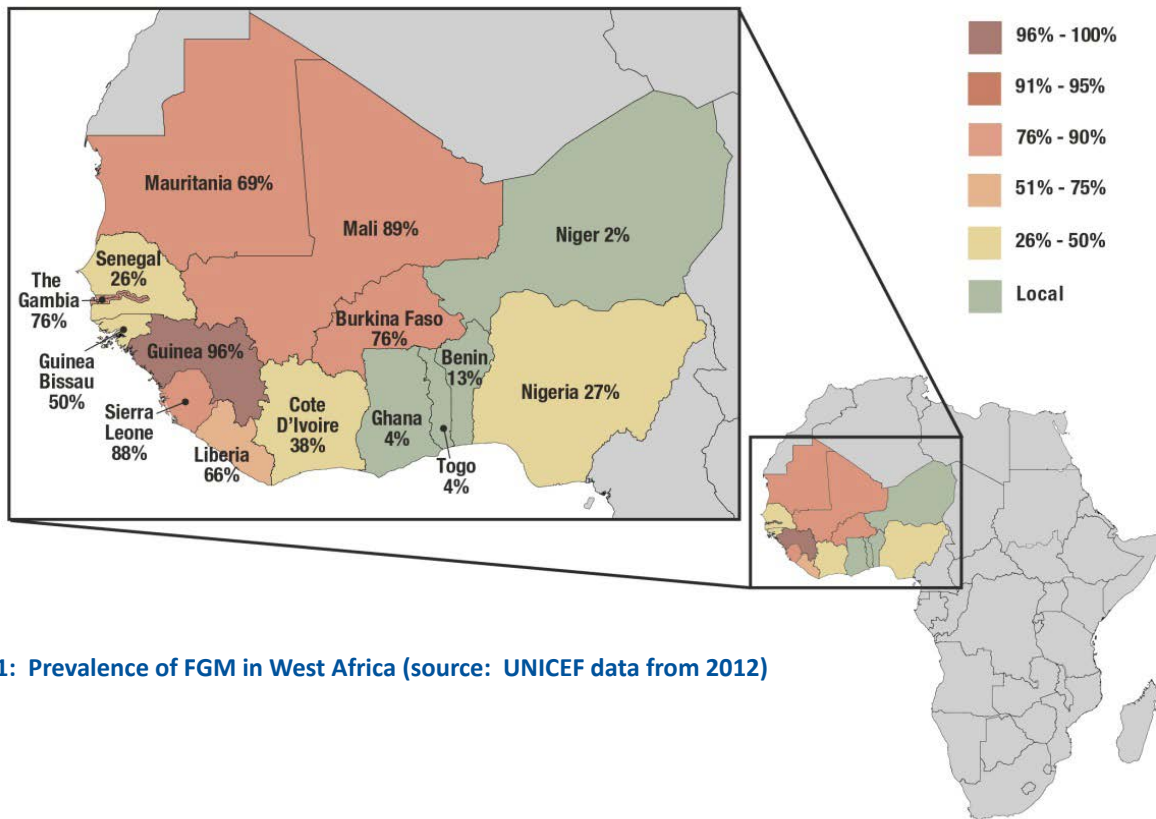 96% - 100%
91% - 95%
76% - 90%
51% - 75%
26% - 50%
Local
Mauritania 69%
Mali 89%
Niger 2%
Senegal
26%
The
Gambia
76%
Guinea
Bissau
50%
Guinea 96%
Burkina Faso
76%
Benin
13%
Nigeria 27%
Sierra
Leone
88%
Liberia
66%
Cote
D'Ivoire
38%
Ghana
4%
Togo
4%
1: Prevalence of FGM in West Africa (source: UNICEF data from 2012)